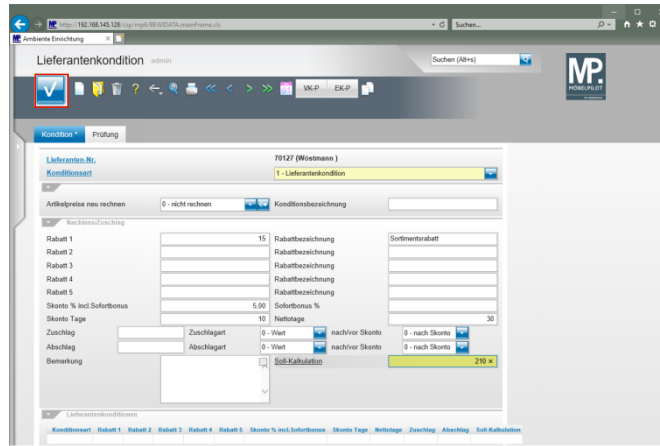 http://192.168.145.128/csp/mpll/BEWIDATA.mainFrame.cls
Suchen...
Ambiente Einrichtung
Lieferantenkondition admin
Suchen (Alt+s)
VK-P EK-P
MP.
MÖBELPILOT
Kondition * Prüfung
Lieferanten-Nr. 70127 (Wöstmann )
Konditionsart 1 - Lieferantenkondition
Artikelpreise neu rechnen 0 - nicht rechnen Konditionsbezeichnung
Nachlass/Zuschlag
Rabatt 1 15 Rabattbezeichnung Sortimentsrabatt
Rabatt 2 Rabattbezeichnung
Rabatt 3 Rabattbezeichnung
Rabatt 4 Rabattbezeichnung
Rabatt 5 Rabattbezeichnung
Skonto % incl.Sofortbonus 5,00 Sofortbonus %
Skonto Tage 10 Nettotage 30
Zuschlag Zuschlagart 0 - Wert nach/vor Skonto 0 - nach Skonto
Abschlag Abschlagart 0 - Wert nach/vor Skonto 0 - nach Skonto
Bemerkung Soll-Kalkulation 210 ×
Lieferantenkonditionen
Konditionsart Rabatt 1 Rabatt 2 Rabatt 3 Rabatt 4 Rabatt 5 Skonto % incl.Sofortbonus Skonto Tage Nettotage Zuschlag Abschlag Soll-Kalkulation